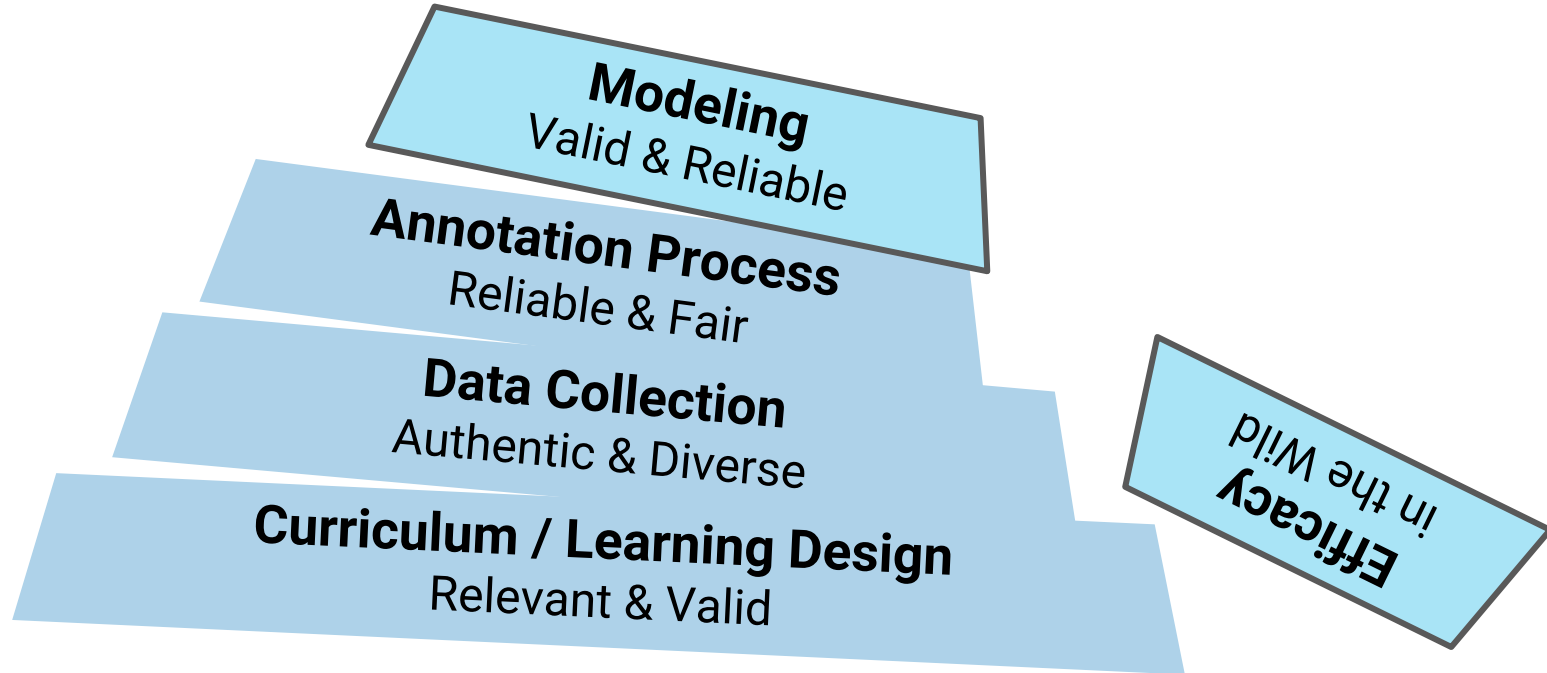 Modeling
Valid & Reliable
Annotation Process
Reliable & Fair
Data Collection
Authentic & Diverse
Curriculum / Learning Design
Relevant & Valid
Efficacy
in the Wild